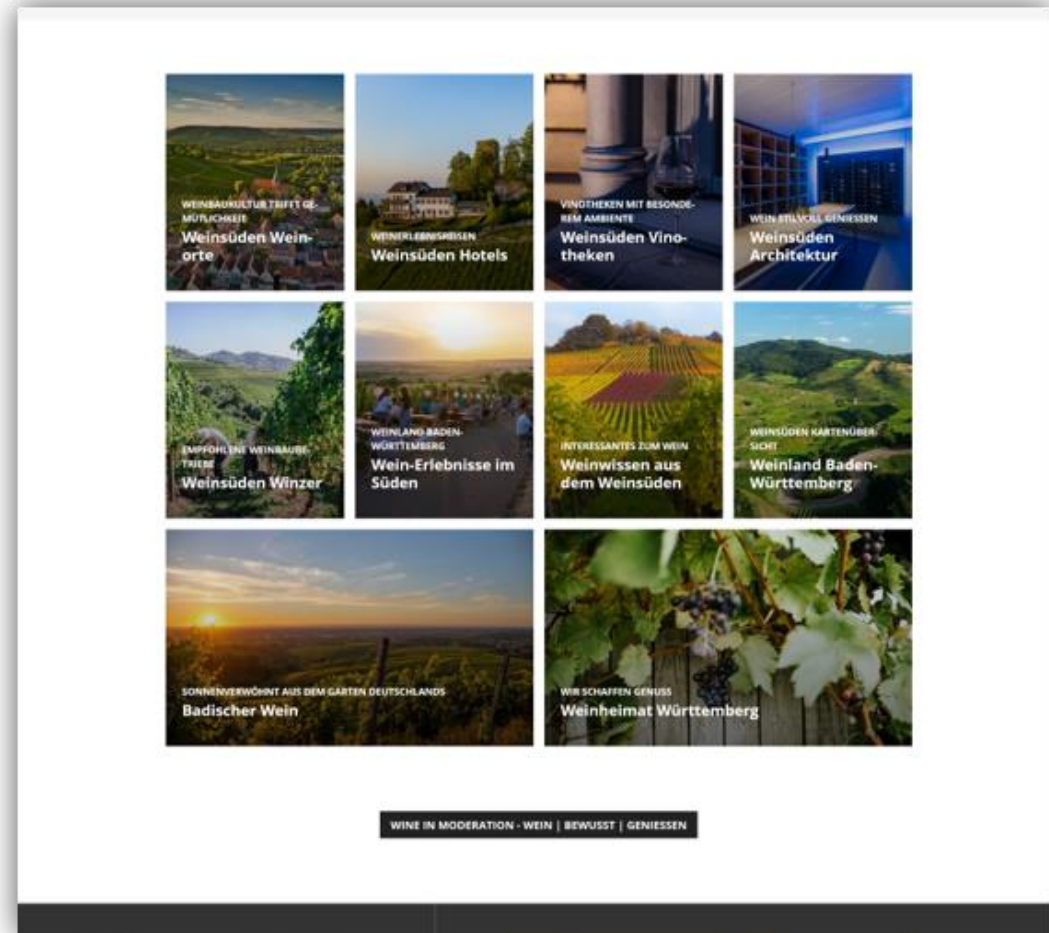 WEINBAUKULTUR TRIFFT GE-
MÜTLICHKEIT
Weinsüden Wein-
orte
WEINERLEBNISREISEN
Weinsüden Hotels
VINOTHEKEN MIT BESONDE-
REM AMBIENTE
Weinsüden Vino-
theken
WEIN STILVOLL GENIESSEN
Weinsüden
Architektur
EMPFOHLENE WEINBAUBE-
TRIEBE
Weinsüden Winzer
WEINLAND BADEN-
WÜRTTEMBERG
Wein-Erlebnisse im
Süden
INTERESSANTES ZUM WEIN
Weinwissen aus
dem Weinsüden
WEINSÜDEN KARTENÜBER-
SICHT
Weinland Baden-
Württemberg
SONNENVERWÖHNT AUS DEM GARTEN DEUTSCHLANDS
Badischer Wein
WIR SCHAFFEN GENUSS
Weinheimat Württemberg
WINE IN MODERATION - WEIN | BEWUSST | GENIESSEN